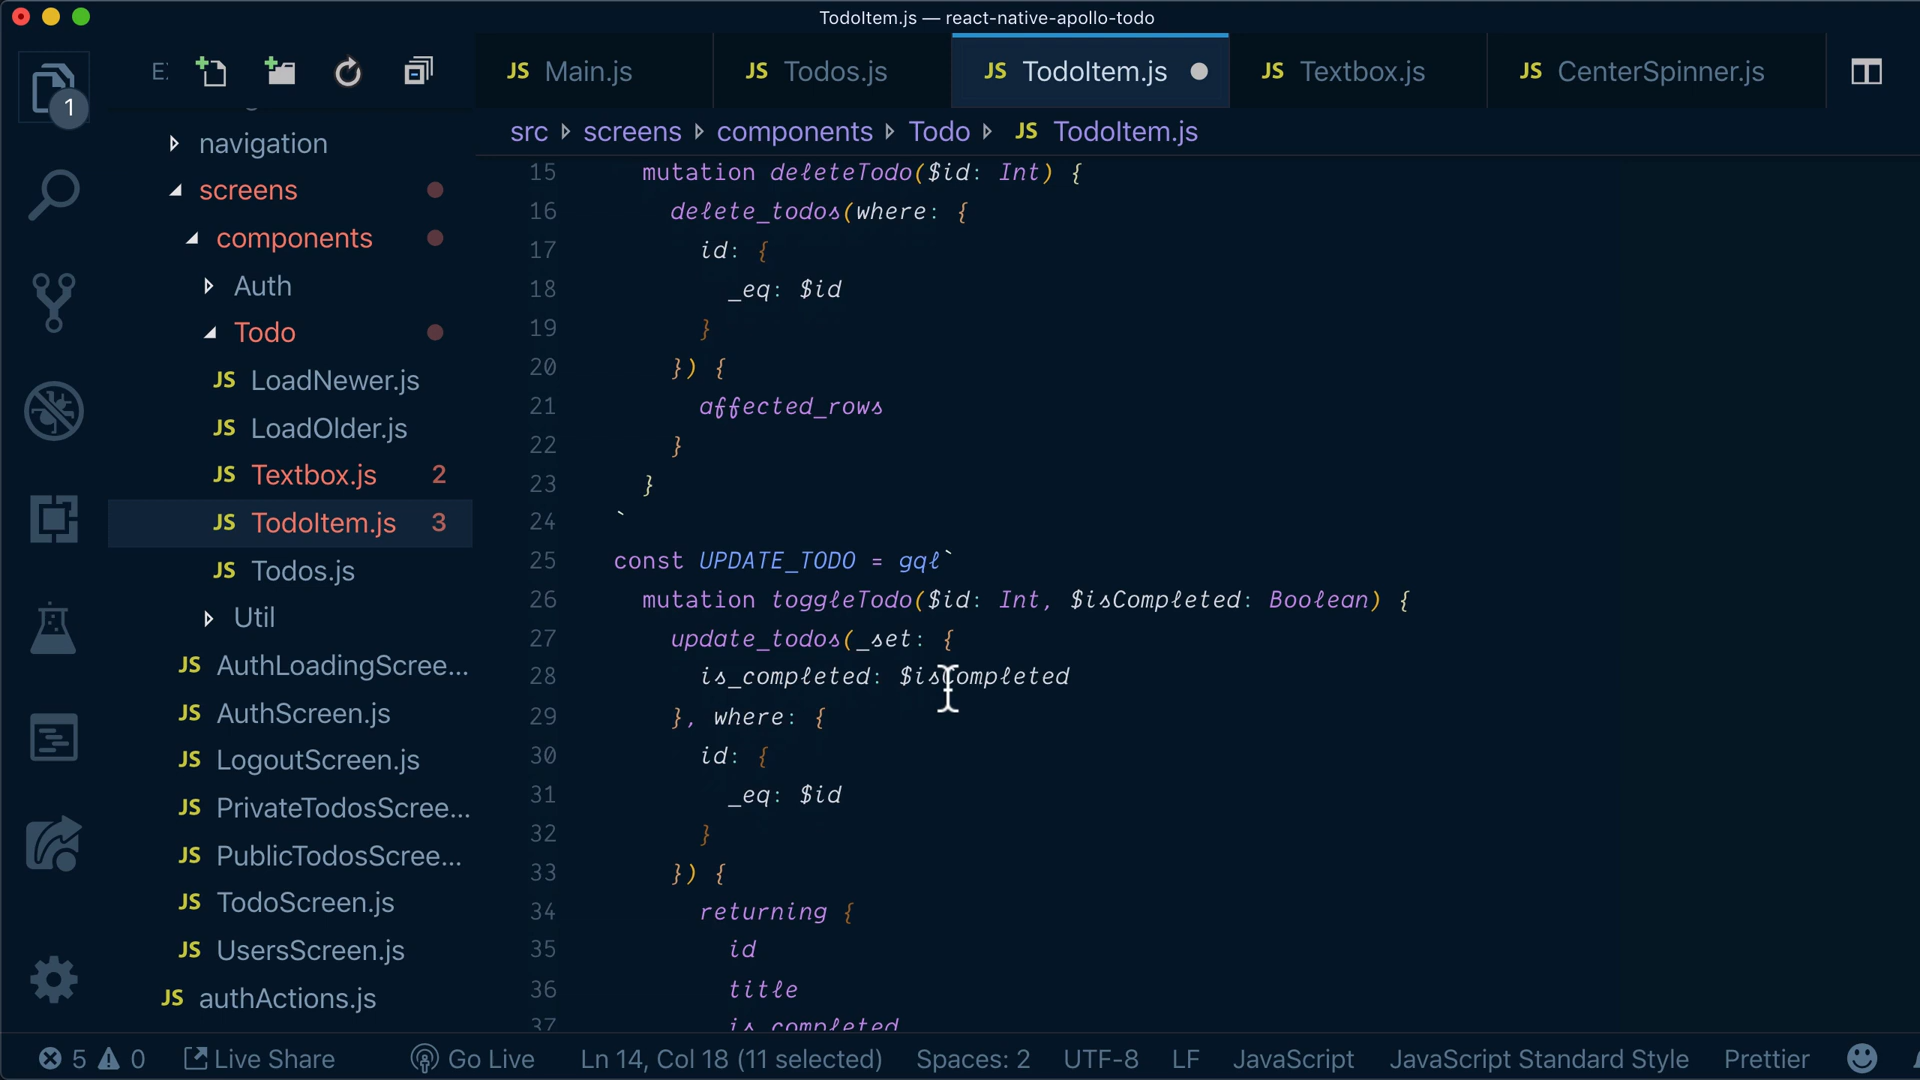 TodoItem.js — react-native-apollo-todo
E:
JS Main.js
JS Todos.js
JS TodoItem.js
JS Textbox.js
JS CenterSpinner.js
1
src screens components Todo JS TodoItem.js
navigation
screens
components
Auth
Todo
JS LoadNewer.js
JS LoadOlder.js
JS Textbox.js 2
JS TodoItem.js 3
JS Todos.js
Util
JS AuthLoadingScree...
JS AuthScreen.js
JS LogoutScreen.js
JS PrivateTodosScree...
JS PublicTodosScree...
JS TodoScreen.js
JS UsersScreen.js
JS authActions.js
15 mutation deleteTodo($id: Int) {
16 delete_todos(where: {
17 id: {
18 _eq: $id
19 }
20 }) {
21 affected_rows
22 }
23 }
24 `
25 const UPDATE_TODO = gql`
26 mutation toggleTodo($id: Int, $isCompleted: Boolean) {
27 update_todos(_set: {
28 is_completed: $isCompleted
29 }, where: {
30 id: {
31 _eq: $id
32 }
33 }) {
34 returning {
35 id
36 title
37 is_completed
5 0 Live Share Go Live Ln 14, Col 18 (11 selected) Spaces: 2 UTF-8 LF JavaScript JavaScript Standard Style Prettier